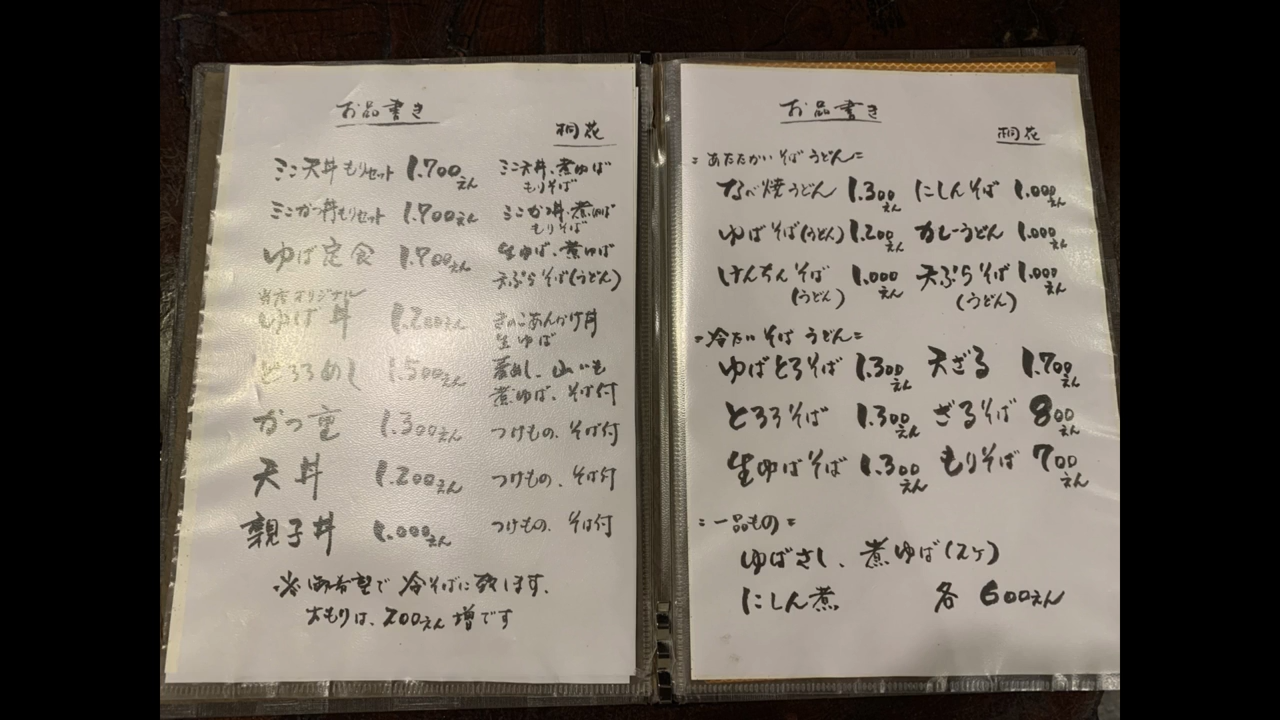 お品書き
桐花
ミニ天丼もりセット 1.700えん ミニ天丼、煮ゆば
もりそば
ミニかつ丼もりセット 1.700えん ミニかつ丼、煮ゆば
もりそば
ゆば定食 1.700えん 生ゆば、煮ゆば
天ぷらそば(うどん)
当店オリジナル
ゆば丼 1.200えん きのこあんかけ丼
生ゆば
とろろめし 1.500えん 麦めし、山いも
煮ゆば、そば付
かつ重 1.300えん つけもの、そば付
天丼 1.200えん つけもの、そば付
親子丼 1.000えん つけもの、そば付
※御希望で冷そばに致します.
大もりは、200えん増です
お品書き
桐花
=あたたかいそばうどん=
なべ焼うどん 1.300えん にしんそば 1.000えん
ゆばそば(うどん) 1.200えん カレーうどん 1.000えん
けんちんそば 1.000えん 天ぷらそば 1.000えん
(うどん) (うどん)
=冷たいそばうどん=
ゆばとろそば 1.300えん 天ざる 1.700えん
とろろそば 1.300えん ざるそば 800えん
生ゆばそば 1.300えん もりそば 700えん
=一品もの=
ゆばさし、煮ゆば(2ケ)
にしん煮 各 600えん